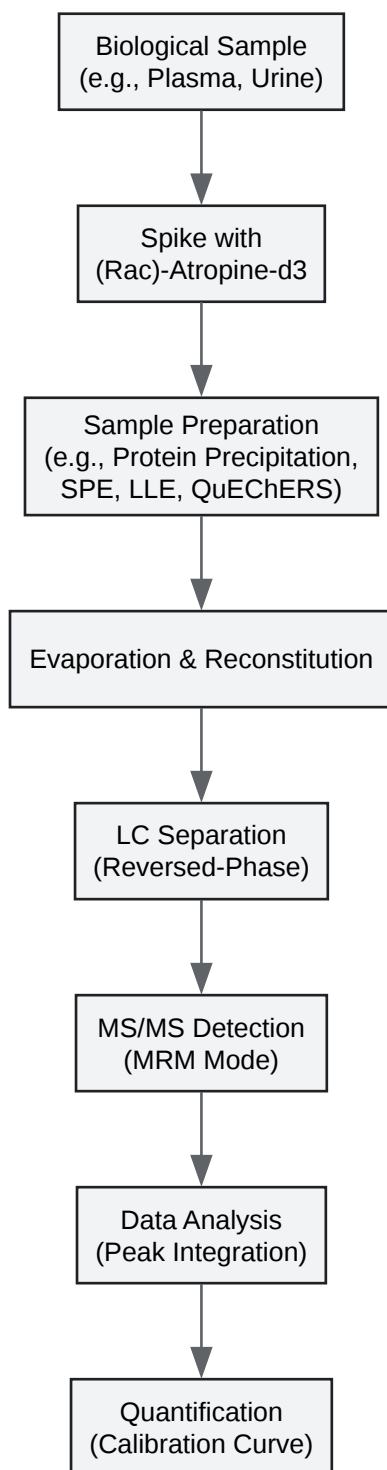 Biological Sample
(e.g., Plasma, Urine)
Spike with
(Rac)-Atropine-d3
Sample Preparation
(e.g., Protein Precipitation,
SPE, LLE, QuEChERS)
Evaporation & Reconstitution
LC Separation
(Reversed-Phase)
MS/MS Detection
(MRM Mode)
Data Analysis
(Peak Integration)
Quantification
(Calibration Curve)